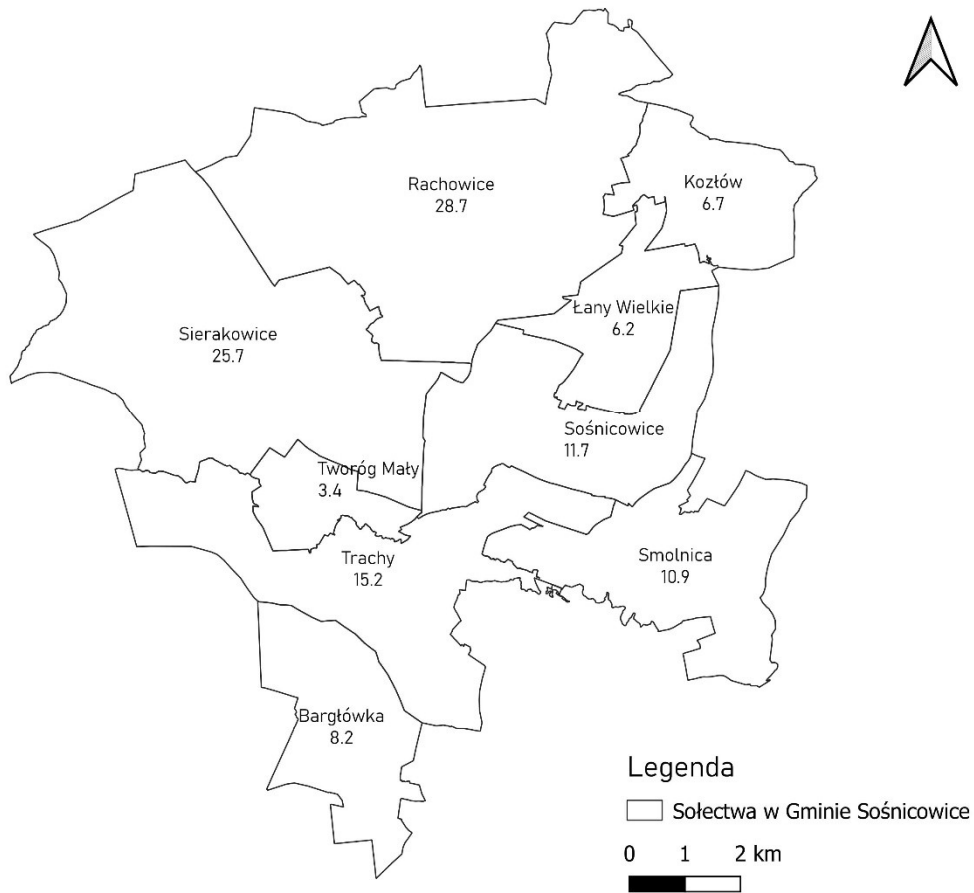 Rachowice
28.7
Kozłów
6.7
Łany Wielkie
6.2
Sierakowice
25.7
Sośnicowice
11.7
Tworóg Mały
3.4
Trachy
15.2
Smolnica
10.9
Bargłówka
8.2
Legenda
Sołectwa w Gminie Sośnicowice
0 1 2 km